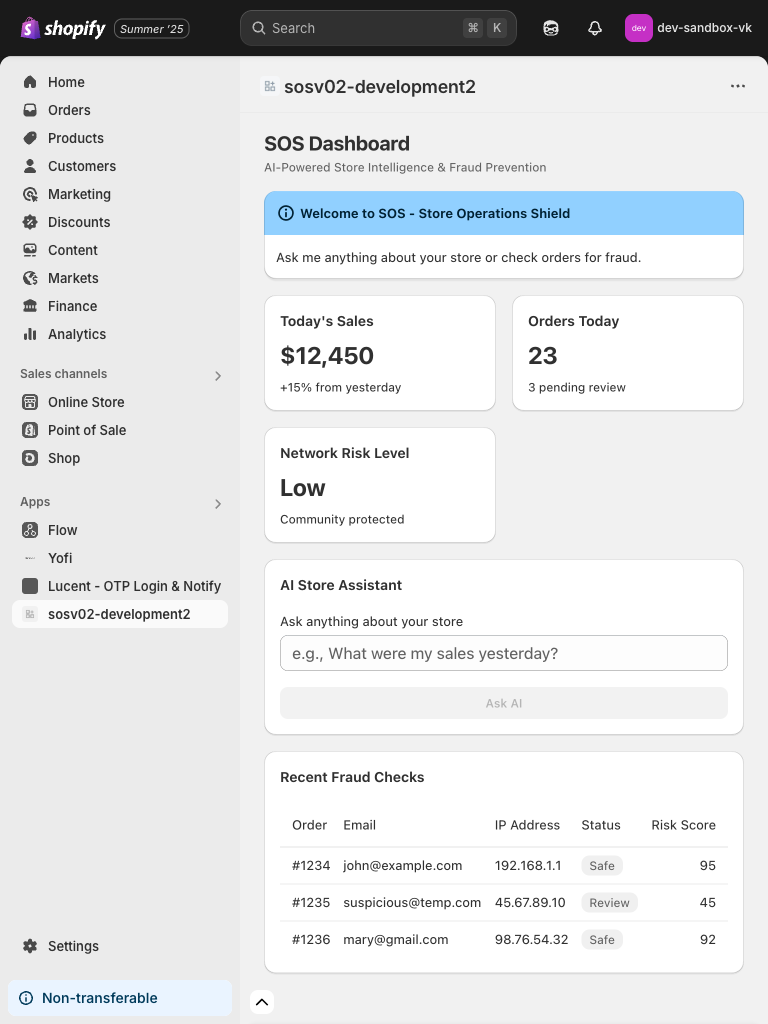 shopify Summer '25
Search ⌘ K
dev dev-sandbox-vk
Home
Orders
Products
Customers
Marketing
Discounts
Content
Markets
Finance
Analytics
Sales channels
Online Store
Point of Sale
Shop
Apps
Flow
Yofi
Lucent - OTP Login & Notify
sosv02-development2
Settings
Non-transferable
sosv02-development2
SOS Dashboard
AI-Powered Store Intelligence & Fraud Prevention
Welcome to SOS - Store Operations Shield
Ask me anything about your store or check orders for fraud.
Today's Sales
$12,450
+15% from yesterday
Orders Today
23
3 pending review
Network Risk Level
Low
Community protected
AI Store Assistant
Ask anything about your store
e.g., What were my sales yesterday?
Ask AI
Recent Fraud Checks
Order Email IP Address Status Risk Score
#1234 john@example.com 192.168.1.1 Safe 95
#1235 suspicious@temp.com 45.67.89.10 Review 45
#1236 mary@gmail.com 98.76.54.32 Safe 92